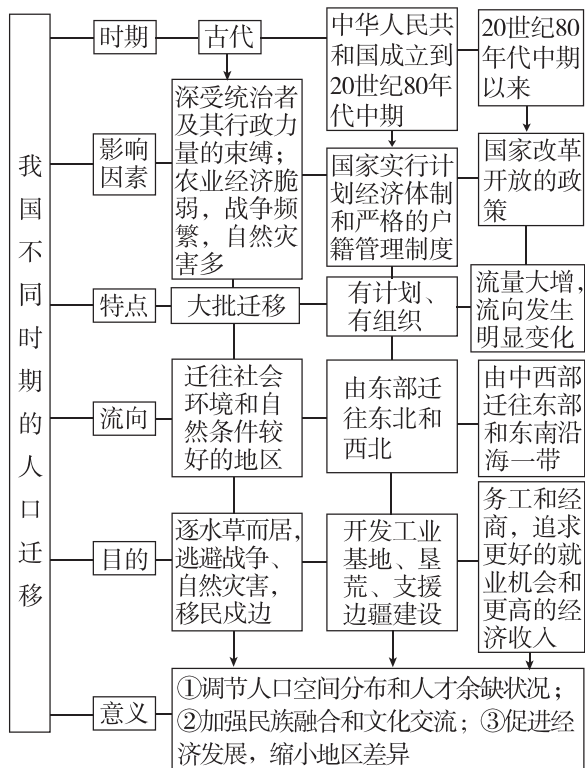 我国不同时期的人口迁移
时期
古代
中华人民共
和国成立到
20世纪80年
代中期
20世纪80
年代中期
以来
影响
因素
深受统治者
及其行政力
量的束缚；
农业经济脆
弱，战争频
繁，自然灾
害多
国家实行计
划经济体制
和严格的户
籍管理制度
国家改革
开放的政
策
特点
大批迁移
有计划、
有组织
流量大增，
流向发生
明显变化
流向
迁往社会
环境和自
然条件较
好的地区
由东部迁
往东北和
西北
由中西部
迁往东部
和东南沿
海一带
目的
逐水草而居，
逃避战争、
自然灾害，
移民戍边
开发工业
基地、垦
荒、支援
边疆建设
务工和经
商，追求
更好的就
业机会和
更高的经
济收入
意义
①调节人口空间分布和人才余缺状况；
②加强民族融合和文化交流；③促进经
济发展，缩小地区差异